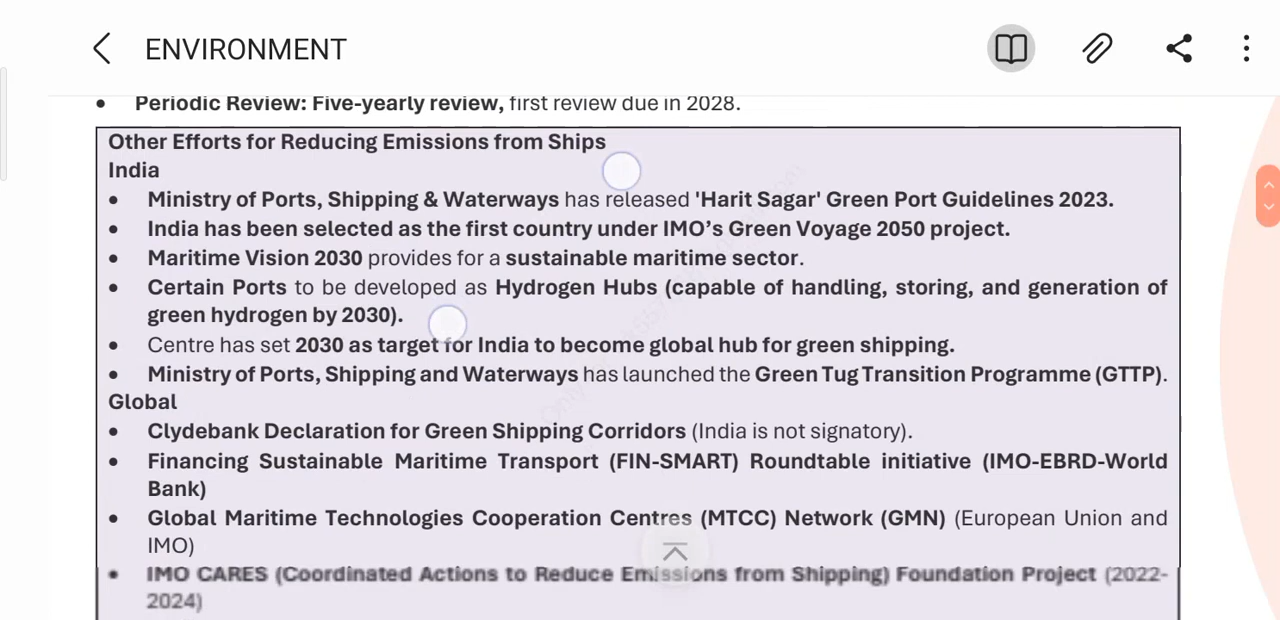 ENVIRONMENT
• Periodic Review: Five-yearly review, first review due in 2028.
Other Efforts for Reducing Emissions from Ships
India
• Ministry of Ports, Shipping & Waterways has released 'Harit Sagar' Green Port Guidelines 2023.
• India has been selected as the first country under IMO’s Green Voyage 2050 project.
• Maritime Vision 2030 provides for a sustainable maritime sector.
• Certain Ports to be developed as Hydrogen Hubs (capable of handling, storing, and generation of
green hydrogen by 2030).
• Centre has set 2030 as target for India to become global hub for green shipping.
• Ministry of Ports, Shipping and Waterways has launched the Green Tug Transition Programme (GTTP).
Global
• Clydebank Declaration for Green Shipping Corridors (India is not signatory).
• Financing Sustainable Maritime Transport (FIN-SMART) Roundtable initiative (IMO-EBRD-World
Bank)
• Global Maritime Technologies Cooperation Centres (MTCC) Network (GMN) (European Union and
IMO)
• IMO CARES (Coordinated Actions to Reduce Emissions from Shipping) Foundation Project (2022-
2024)